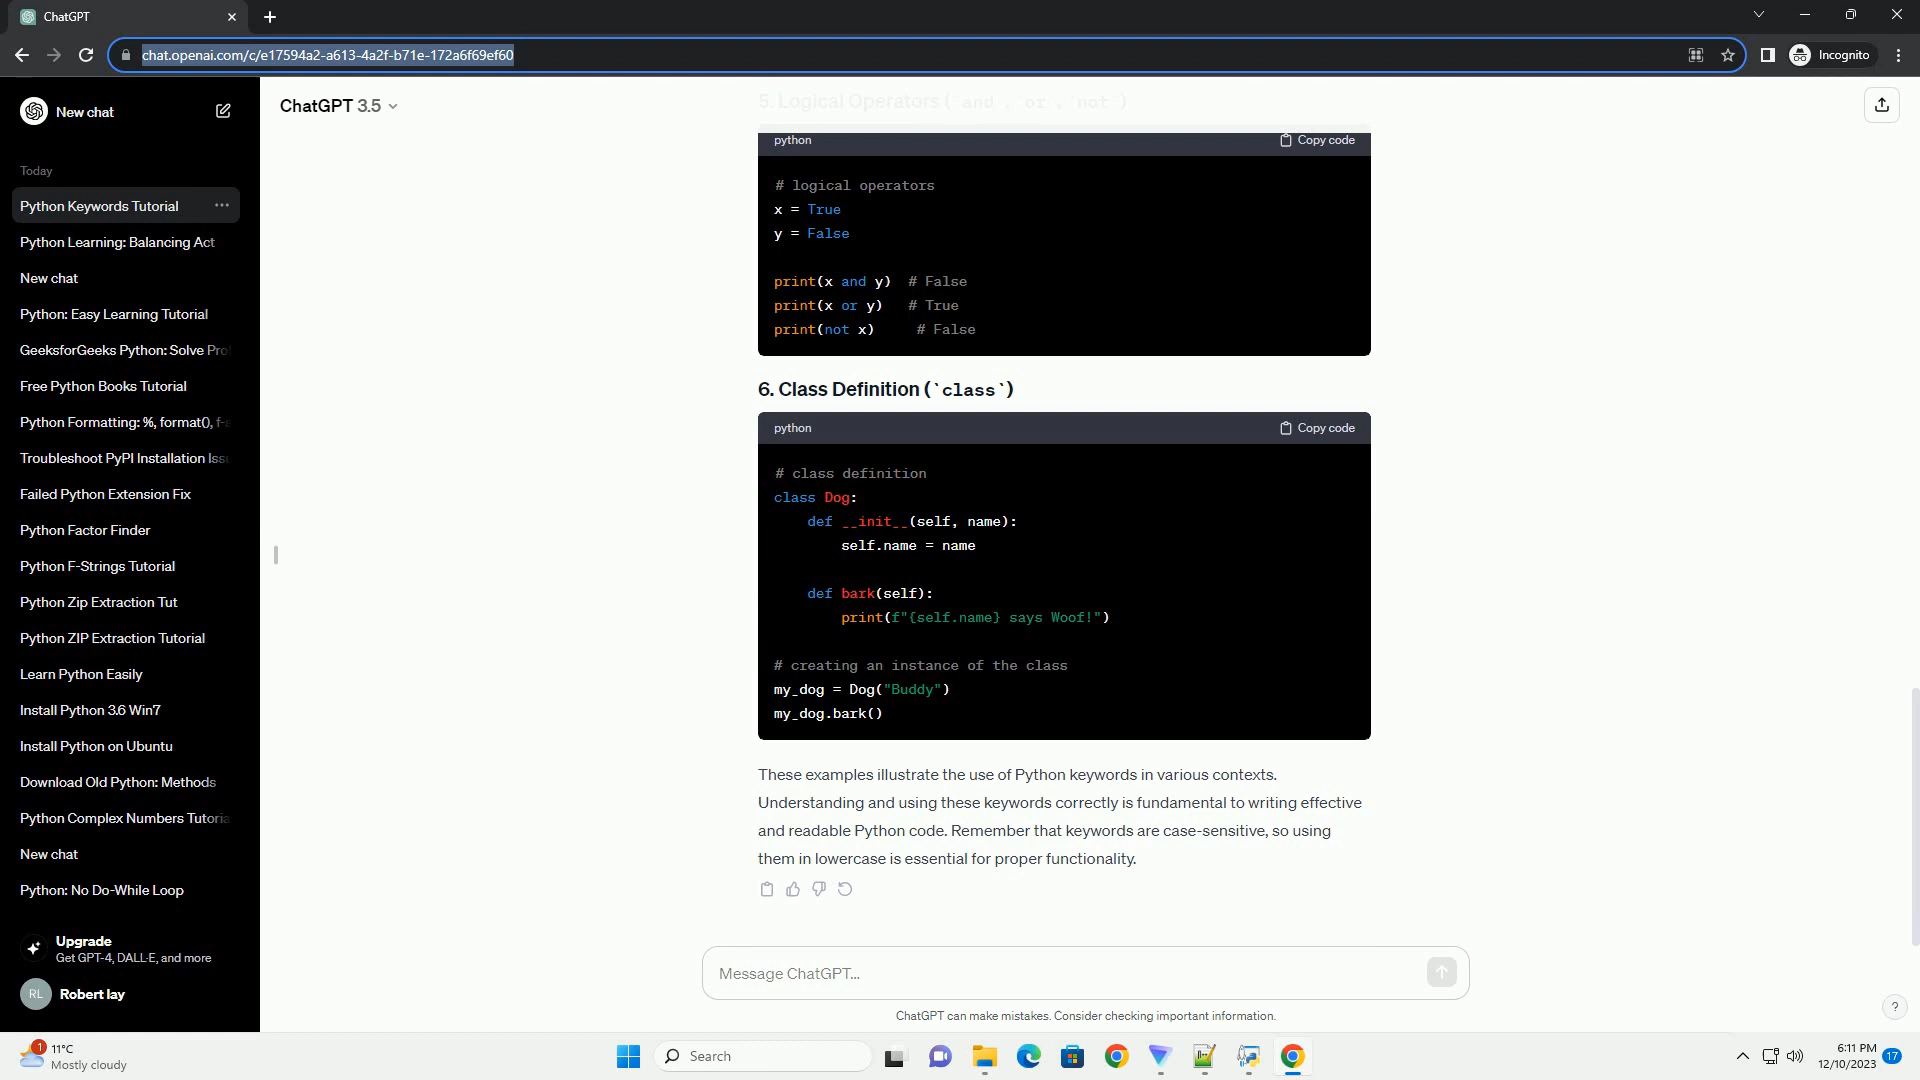 ChatGPT
chat.openai.com/c/e17594a2-a613-4a2f-b71e-172a6f69ef60
Incognito
New chat
Today
Python Keywords Tutorial
Python Learning: Balancing Act
New chat
Python: Easy Learning Tutorial
GeeksforGeeks Python: Solve Pro
Free Python Books Tutorial
Python Formatting: %, format(), f-s
Troubleshoot PyPI Installation Issu
Failed Python Extension Fix
Python Factor Finder
Python F-Strings Tutorial
Python Zip Extraction Tut
Python ZIP Extraction Tutorial
Learn Python Easily
Install Python 3.6 Win7
Install Python on Ubuntu
Download Old Python: Methods
Python Complex Numbers Tutoria
New chat
Python: No Do-While Loop
Upgrade
Get GPT-4, DALL·E, and more
RL
Robert lay
ChatGPT 3.5
5. Logical Operators (`and`, `or`, `not`)
python
Copy code
# logical operators
x = True
y = False
print(x and y)  # False
print(x or y)   # True
print(not x)     # False
6. Class Definition (`class`)
python
Copy code
# class definition
class Dog:
    def __init__(self, name):
        self.name = name
    def bark(self):
        print(f"{self.name} says Woof!")
# creating an instance of the class
my_dog = Dog("Buddy")
my_dog.bark()
These examples illustrate the use of Python keywords in various contexts.
Understanding and using these keywords correctly is fundamental to writing effective
and readable Python code. Remember that keywords are case-sensitive, so using
them in lowercase is essential for proper functionality.
Message ChatGPT...
ChatGPT can make mistakes. Consider checking important information.
?
1
11°C
Mostly cloudy
Search
6:11 PM
12/10/2023
17